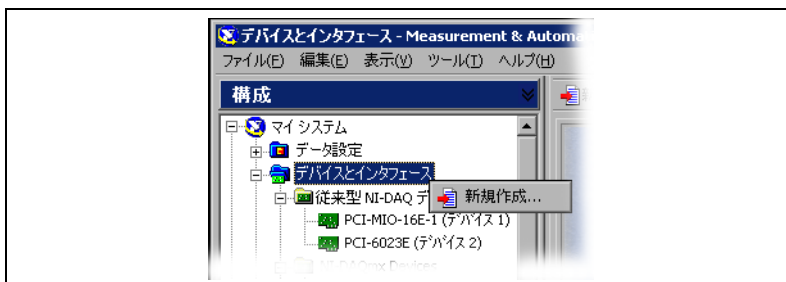 デバイスとインタフェース - Measurement & Autom
ファイル(F) 編集(E) 表示(V) ツール(T) ヘルプ(H)
構成
マイ システム
データ設定
デバイスとインタフェース
新規作成...
従来型 NI-DAQ デ
PCI-MIO-16E-1 (デバイス 1)
PCI-6023E (デバイス 2)
NI-DAQmx Devices